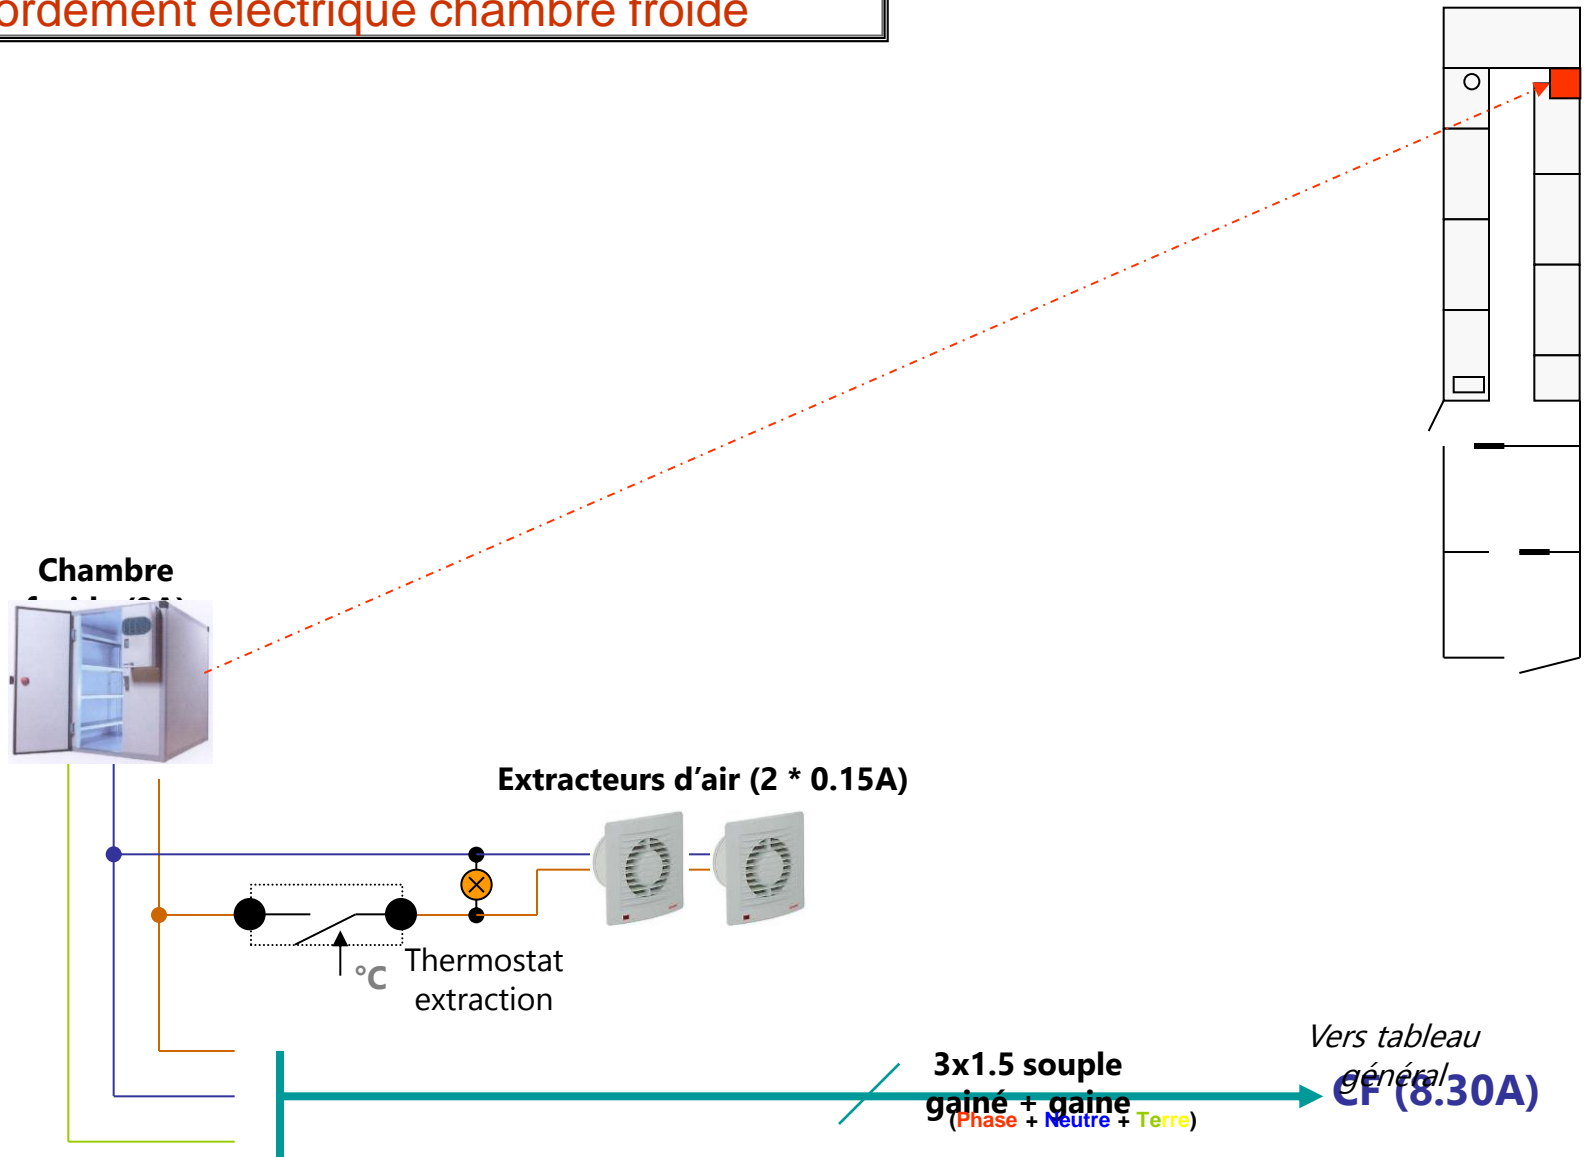 ordement électrique chambre froide
Chambre
Extracteurs d’air (2 * 0.15A)
°C
Thermostat
extraction
Vers tableau
général
CF (8.30A)
3x1.5 souple
gainé + gaine
(Phase + Neutre + Terre)